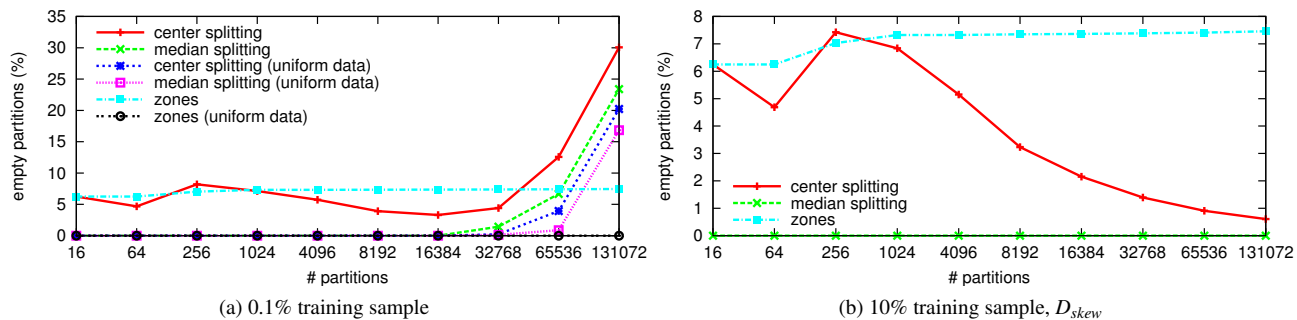 empty partitions (%)
35
30
25
20
15
10
5
0
center splitting
median splitting
center splitting (uniform data)
median splitting (uniform data)
zones
zones (uniform data)
16 64 256 1024 4096 8192 16384 32768 65536 131072
# partitions
(a) 0.1% training sample
empty partitions (%)
8
7
6
5
4
3
2
1
0
center splitting
median splitting
zones
16 64 256 1024 4096 8192 16384 32768 65536 131072
# partitions
(b) 10% training sample, D_skew